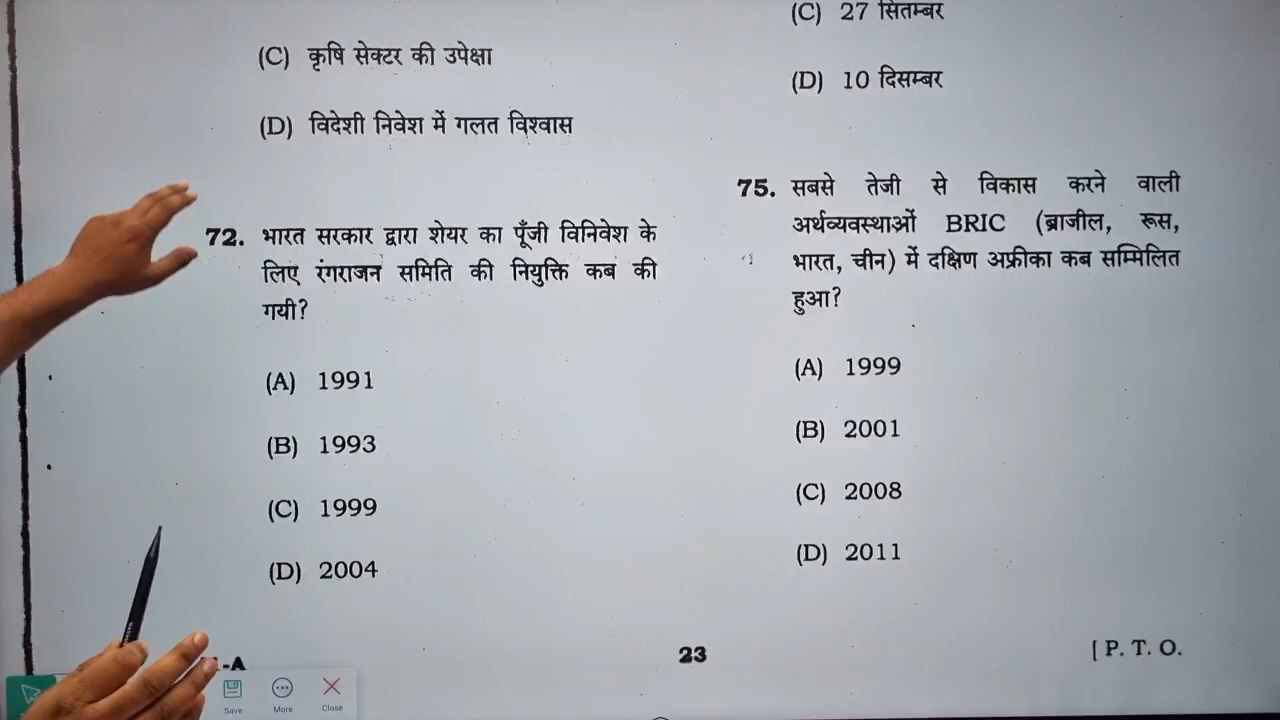 (C) कृषि सेक्टर की उपेक्षा
(D) विदेशी निवेश में गलत विश्वास
72. भारत सरकार द्वारा शेयर का पूँजी विनिवेश के
लिए रंगराजन समिति की नियुक्ति कब की
गयी?
(A) 1991
(B) 1993
(C) 1999
(D) 2004
(C) 27 सितम्बर
(D) 10 दिसम्बर
75. सबसे तेजी से विकास करने वाली
अर्थव्यवस्थाओं BRIC (ब्राजील, रूस,
भारत, चीन) में दक्षिण अफ्रीका कब सम्मिलित
हुआ?
(A) 1999
(B) 2001
(C) 2008
(D) 2011
-A
23
[ P. T. O.
Save
More
Close